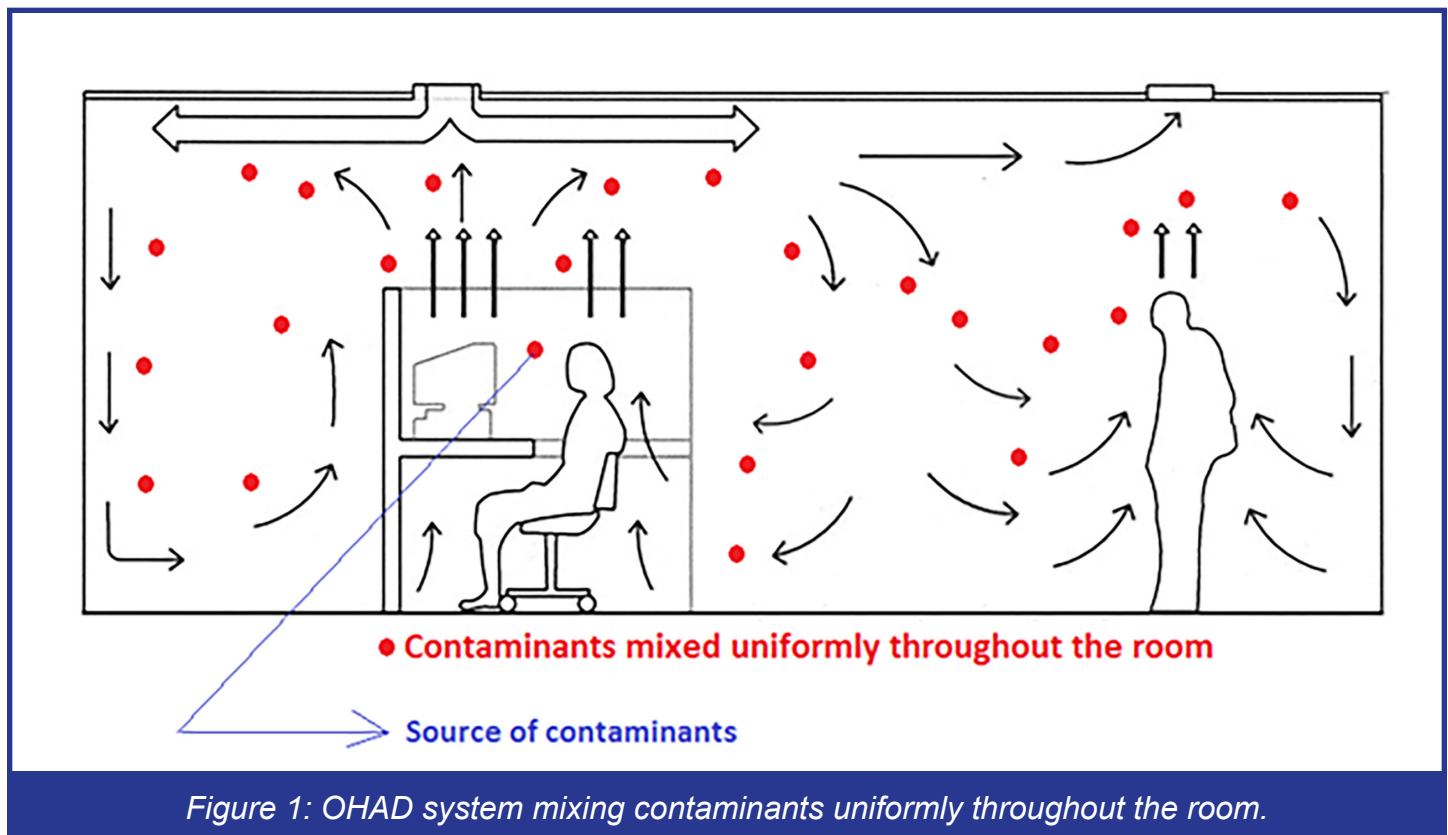 Contaminants mixed uniformly throughout the room
Source of contaminants
Figure 1: OHAD system mixing contaminants uniformly throughout the room.